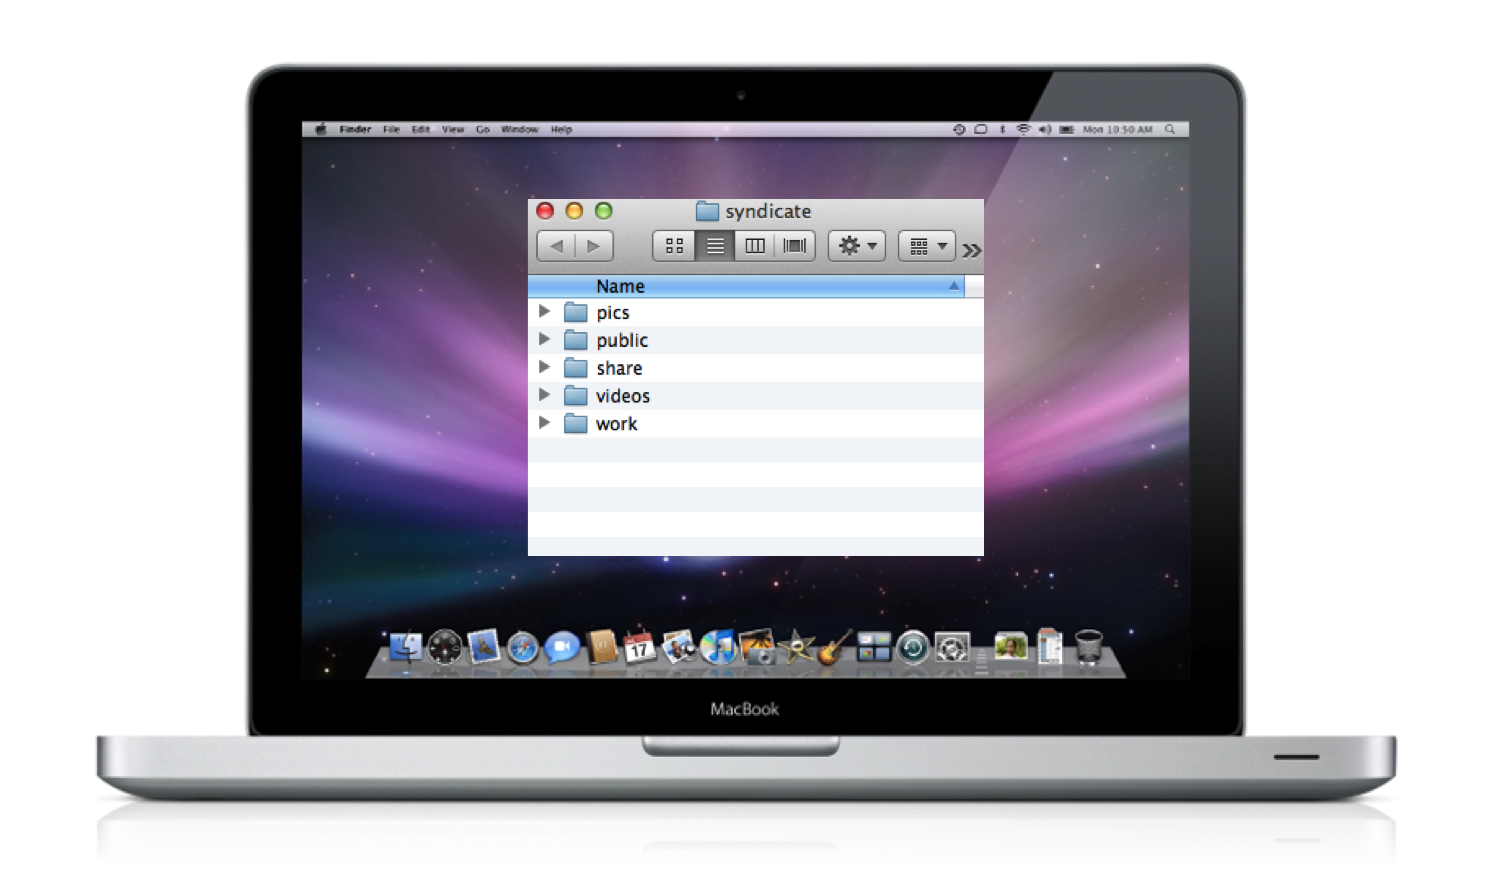 Finder File Edit View Go Window Help Mon 10:50 AM
syndicate
Name
pics
public
share
videos
work
17
MacBook